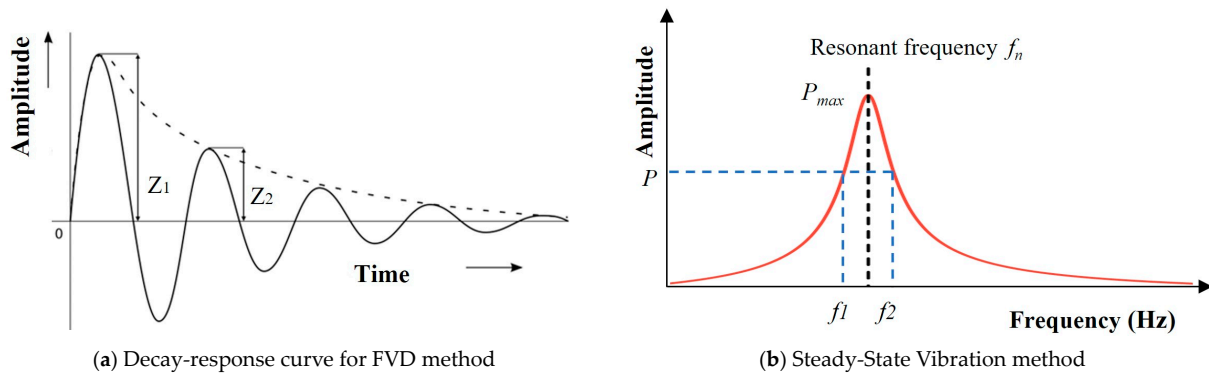 Amplitude
Z1
Z2
0
Time
(a) Decay-response curve for FVD method
Amplitude
Resonant frequency fn
Pmax
P
f1
f2
Frequency (Hz)
(b) Steady-State Vibration method